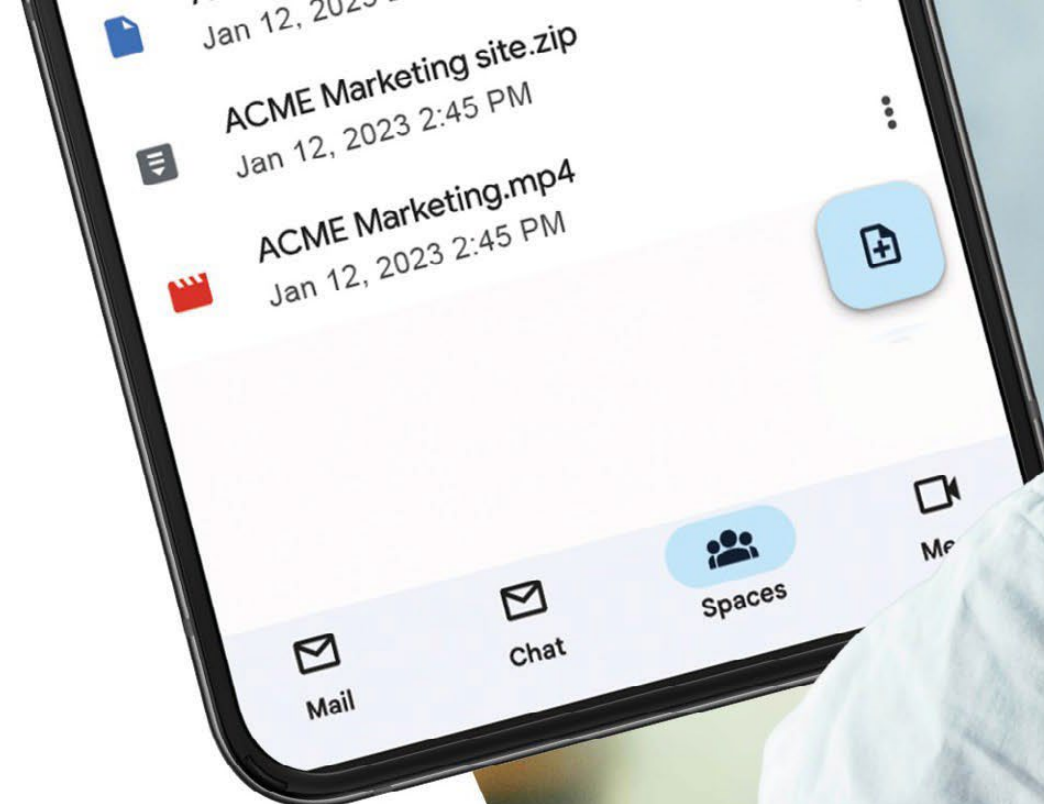 Jan 12, 2023
ACME Marketing site.zip
Jan 12, 2023 2:45 PM
ACME Marketing.mp4
Jan 12, 2023 2:45 PM
Mail
Chat
Spaces